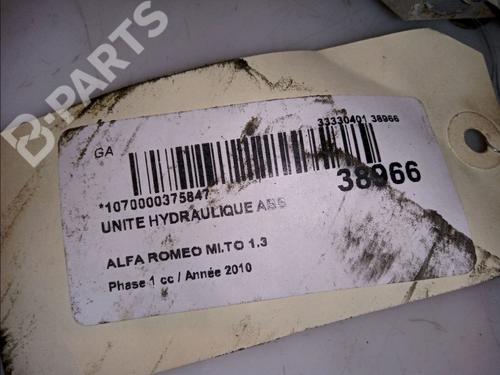 B-PARTS
GA
33330401 38966
*1070000375847
38966
UNITE HYDRAULIQUE ABS
ALFA ROMEO MI.TO 1.3
Phase 1 cc / Année 2010